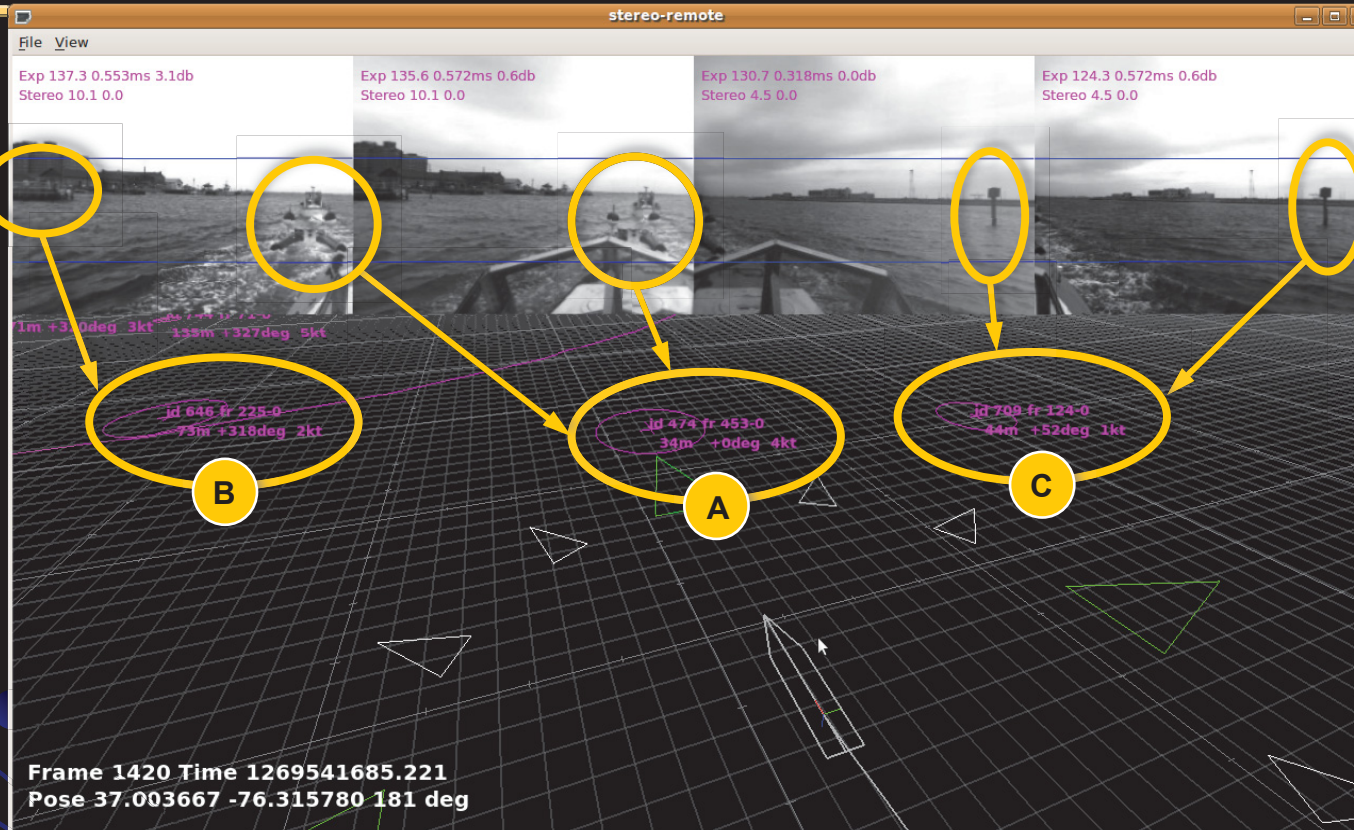 stereo-remote
File View
Exp 137.3 0.553ms 3.1db
Stereo 10.1 0.0
Exp 135.6 0.572ms 0.6db
Stereo 10.1 0.0
Exp 130.7 0.318ms 0.0db
Stereo 4.5 0.0
Exp 124.3 0.572ms 0.6db
Stereo 4.5 0.0
3kt
135m +327deg 5kt
id 646 fr 225-0
73m +318deg 2kt
B
id 474 fr 453-0
34m +0deg 4kt
A
id 709 fr 124-0
44m +52deg 1kt
C
Frame 1420 Time 1269541685.221
Pose 37.003667 -76.315780 181 deg